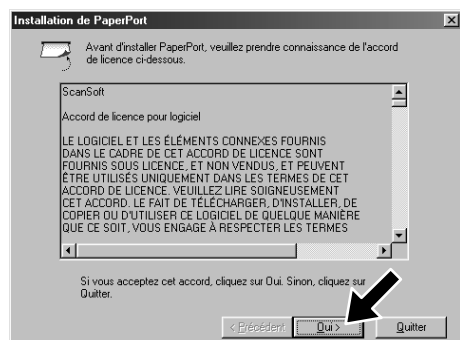 Installation de PaperPort
Avant d'installer PaperPort, veuillez prendre connaissance de l'accord
de licence ci-dessous.
ScanSoft
Accord de licence pour logiciel
LE LOGICIEL ET LES ÉLÉMENTS CONNEXES FOURNIS
DANS LE CADRE DE CET ACCORD DE LICENCE SONT
FOURNIS SOUS LICENCE, ET NON VENDUS, ET PEUVENT
ÊTRE UTILISÉS UNIQUEMENT DANS LES TERMES DE CET
ACCORD DE LICENCE. VEUILLEZ LIRE SOIGNEUSEMENT
CET ACCORD. LE FAIT DE TÉLÉCHARGER, D'INSTALLER, DE
COPIER OU D'UTILISER CE LOGICIEL DE QUELQUE MANIÈRE
QUE CE SOIT, VOUS ENGAGE À RESPECTER LES TERMES
Si vous acceptez cet accord, cliquez sur Oui. Sinon, cliquez sur
Quitter.
< Précédent Oui > Quitter